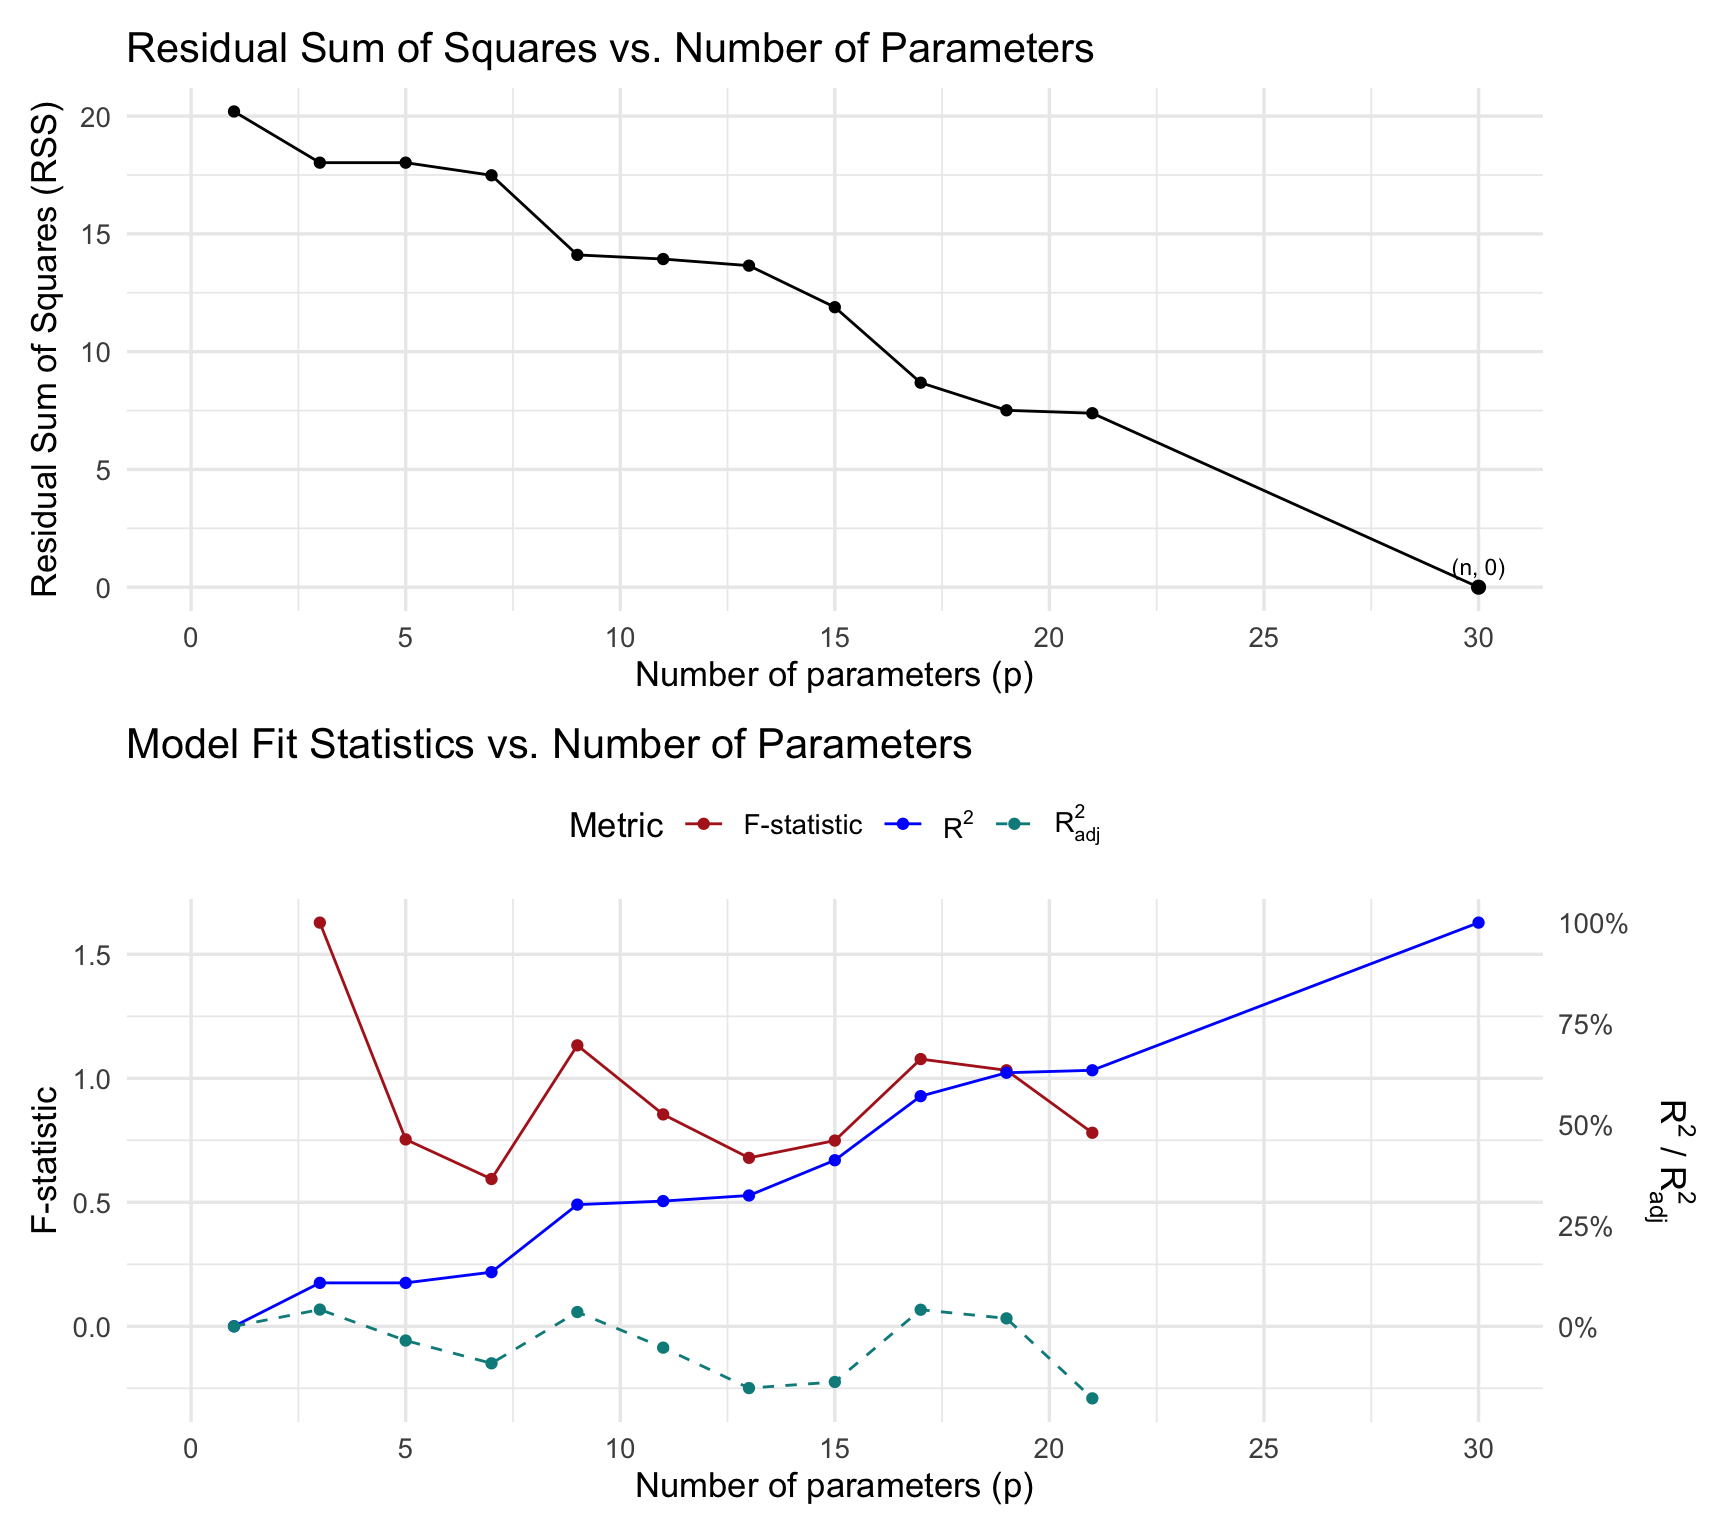 Residual Sum of Squares vs. Number of Parameters
Residual Sum of Squares (RSS)
20
15
10
5
0
(n, 0)
0 5 10 15 20 25 30
Number of parameters (p)
Model Fit Statistics vs. Number of Parameters
Metric F-statistic R² R²adj
F-statistic
1.5
1.0
0.5
0.0
100%
75%
50%
25%
0%
R² / R²adj
0 5 10 15 20 25 30
Number of parameters (p)